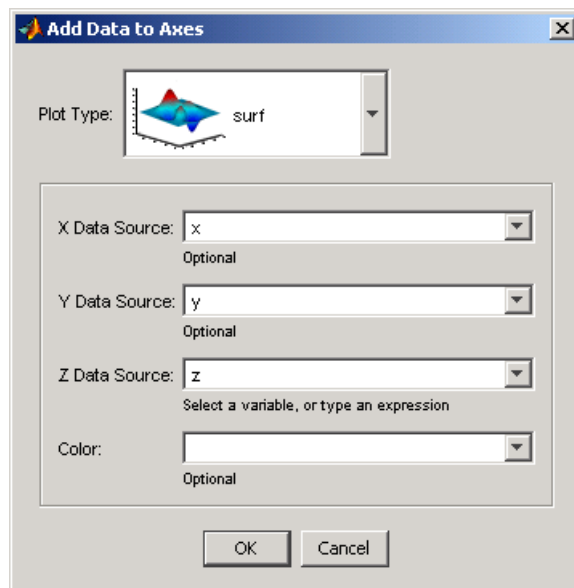 Add Data to Axes
Plot Type: surf
X Data Source: x
Optional
Y Data Source: y
Optional
Z Data Source: z
Select a variable, or type an expression
Color:
Optional
OK Cancel